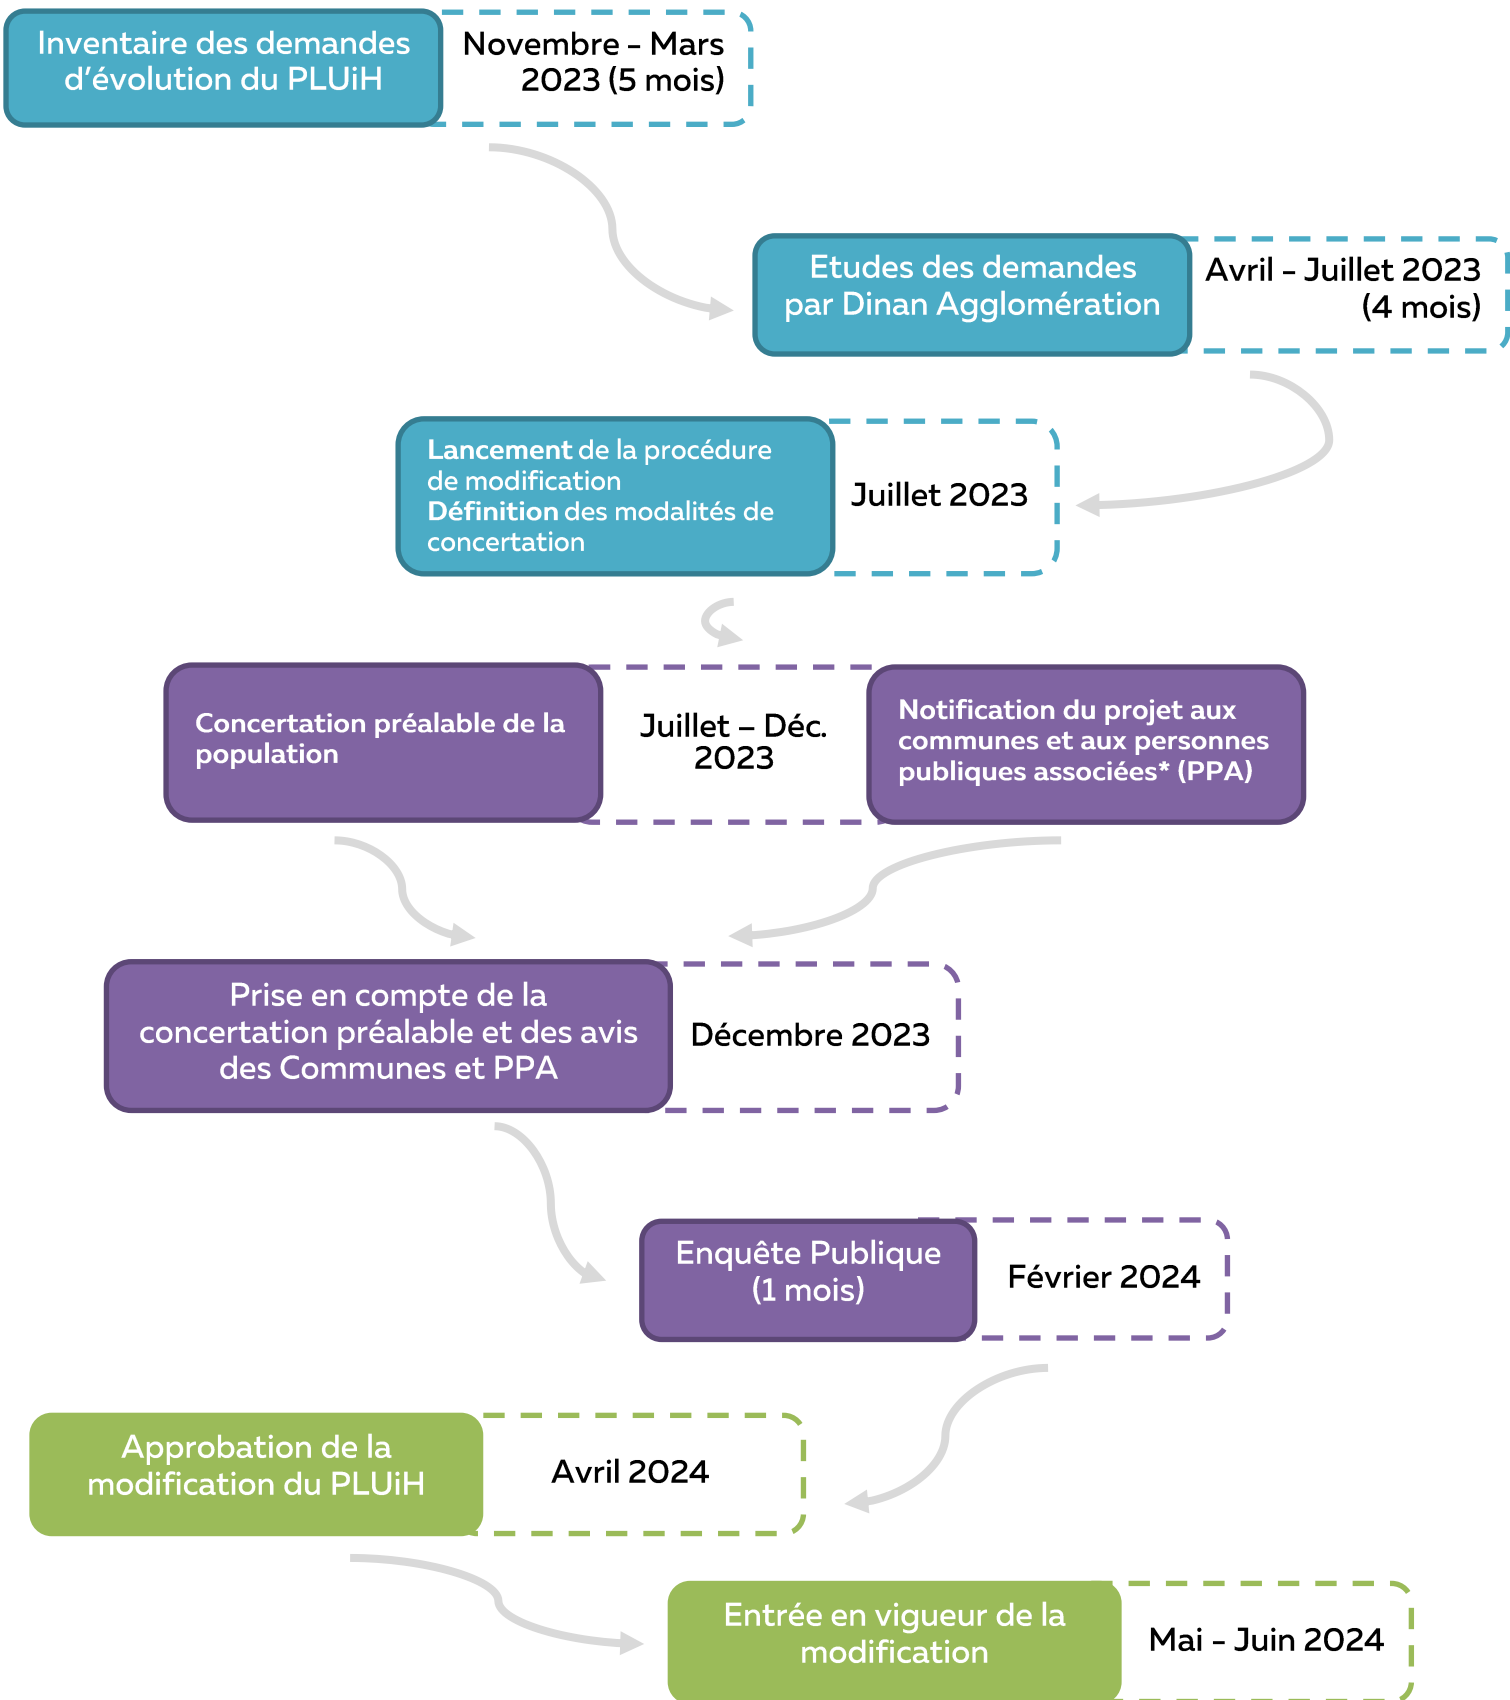 Inventaire des demandes
d’évolution du PLUiH
Novembre - Mars
2023 (5 mois)
Etudes des demandes
par Dinan Agglomération
Avril - Juillet 2023
(4 mois)
Lancement de la procédure
de modification
Définition des modalités de
concertation
Juillet 2023
Concertation préalable de la
population
Juillet – Déc.
2023
Notification du projet aux
communes et aux personnes
publiques associées* (PPA)
Prise en compte de la
concertation préalable et des avis
des Communes et PPA
Décembre 2023
Enquête Publique
(1 mois)
Février 2024
Approbation de la
modification du PLUiH
Avril 2024
Entrée en vigueur de la
modification
Mai - Juin 2024